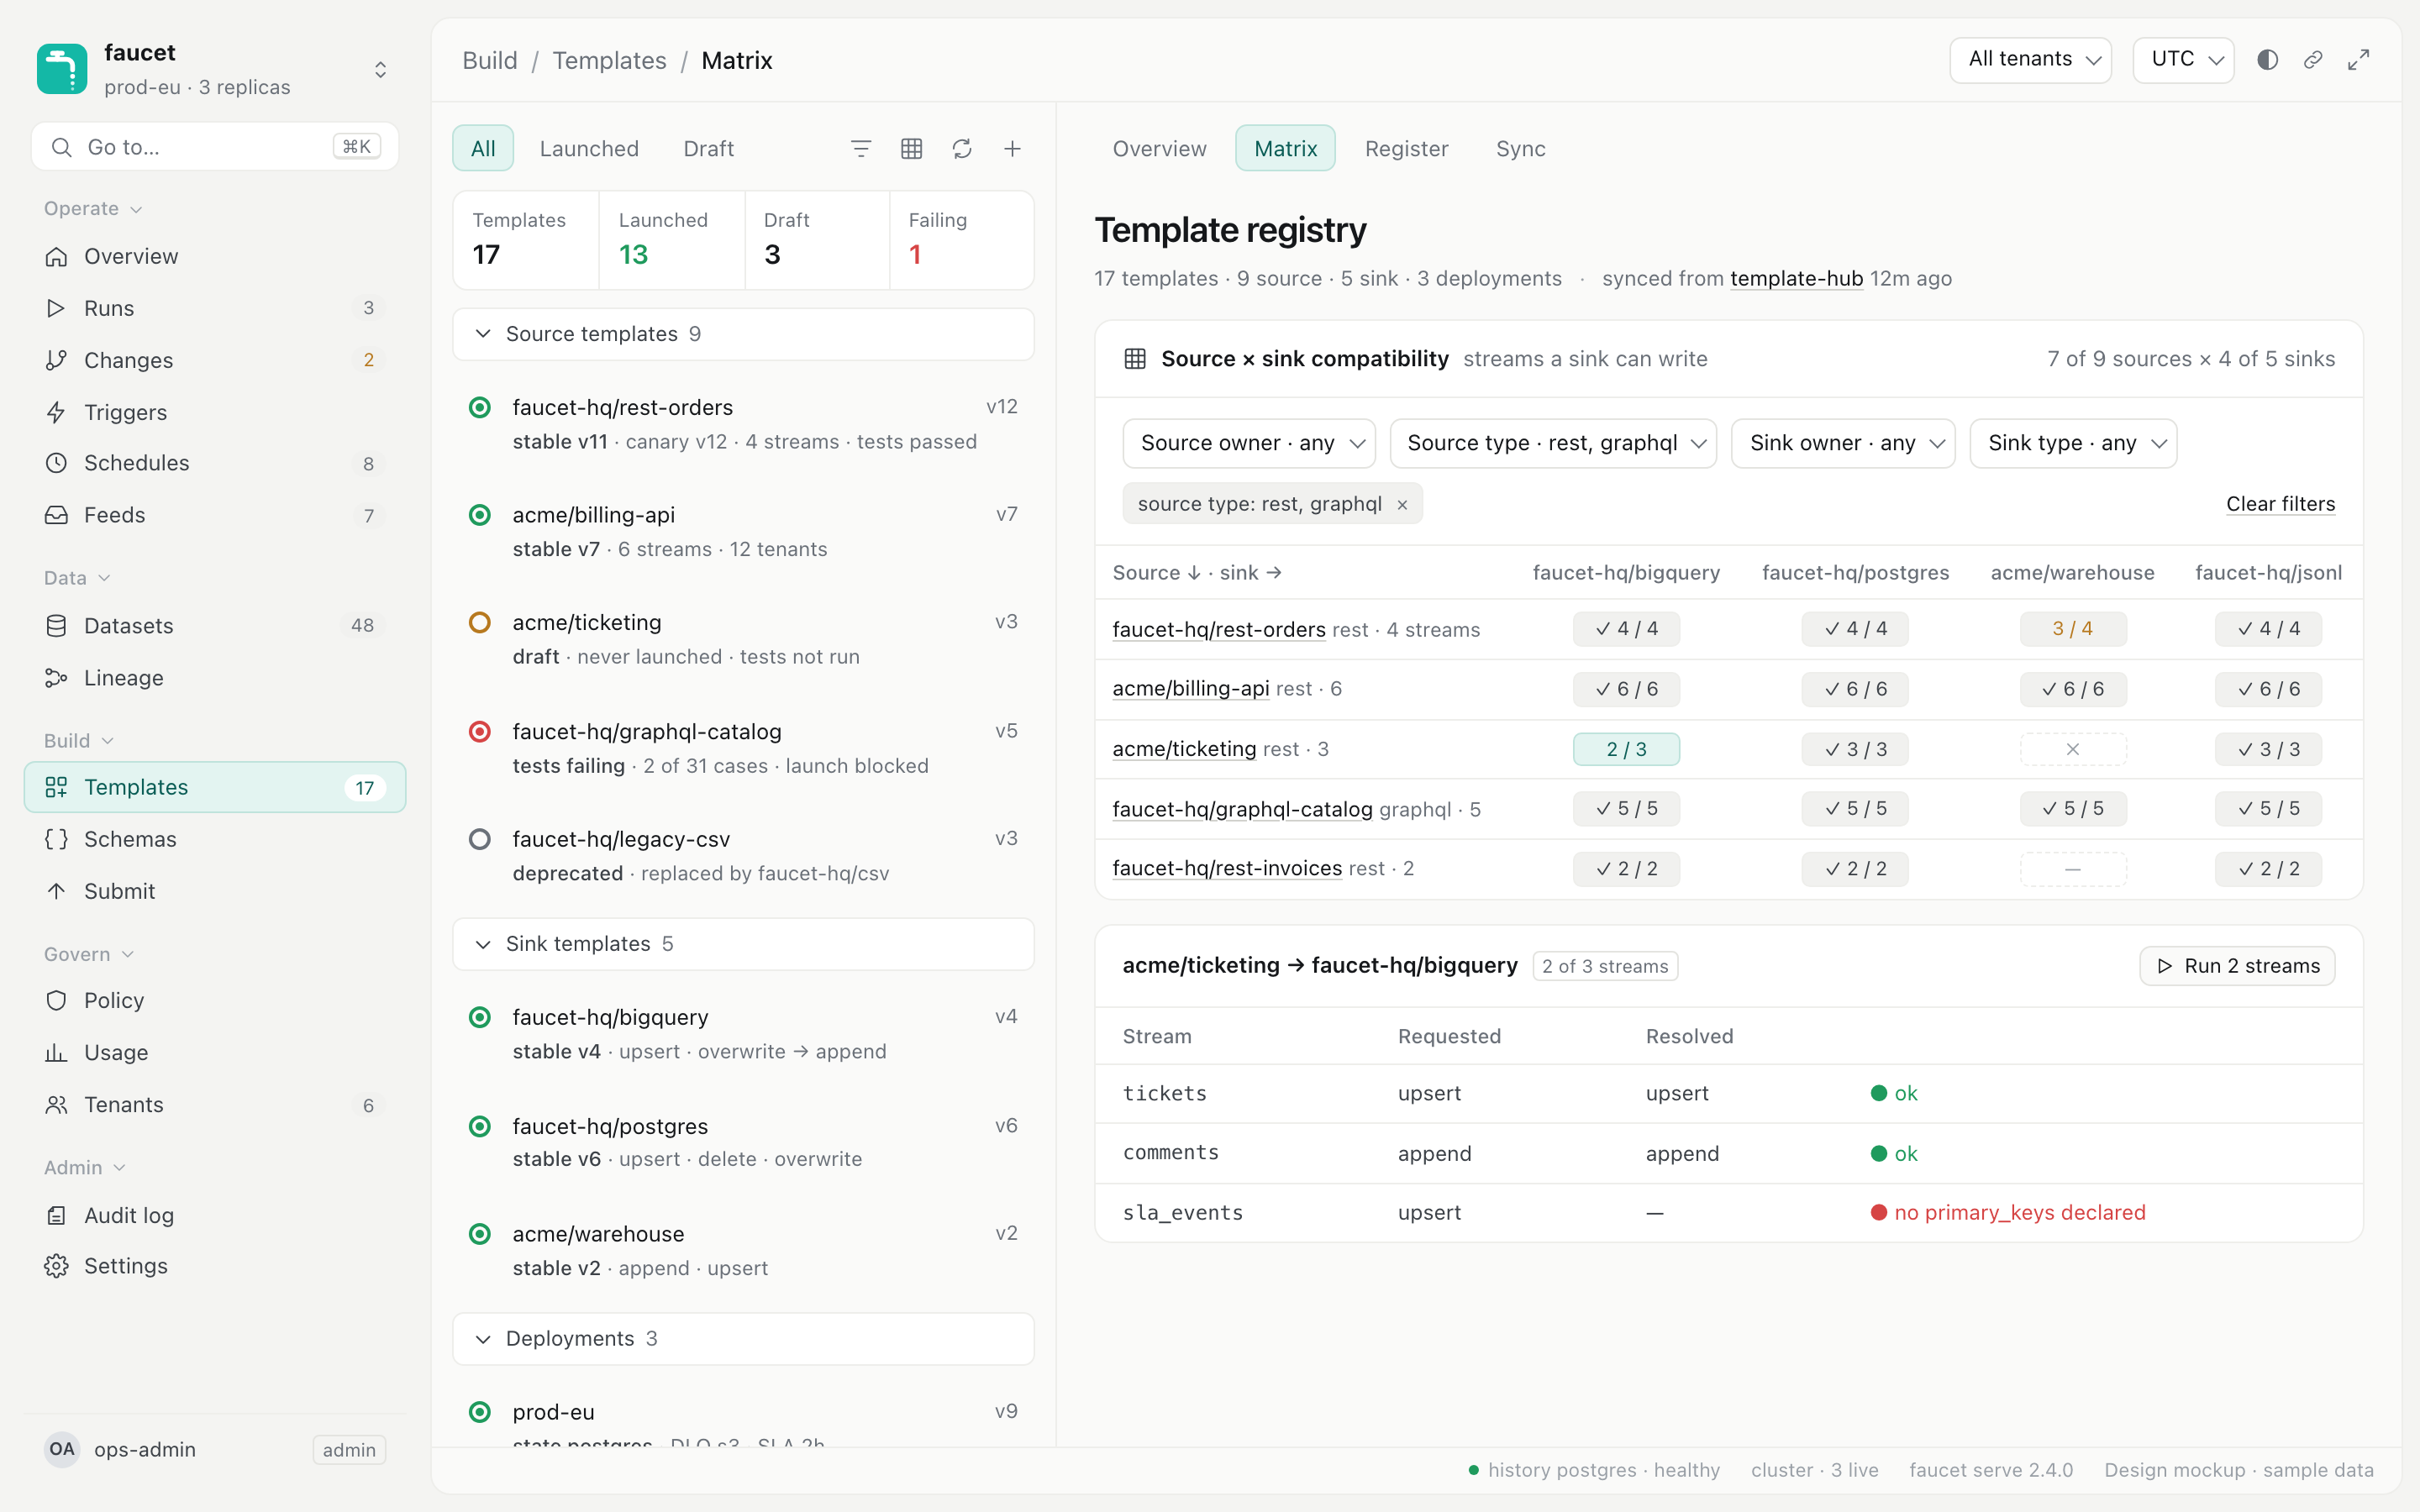 faucet
prod-eu · 3 replicas
Go to...
⌘K
Operate
Overview
Runs 3
Changes 2
Triggers
Schedules 8
Feeds 7
Data
Datasets 48
Lineage
Build
Templates 17
Schemas
Submit
Govern
Policy
Usage
Tenants 6
Admin
Audit log
Settings
OA ops-admin admin
Build / Templates / Matrix
All tenants
UTC
All Launched Draft
Templates Launched Draft Failing
17 13 3 1
Source templates 9
faucet-hq/rest-orders v12
stable v11 · canary v12 · 4 streams · tests passed
acme/billing-api v7
stable v7 · 6 streams · 12 tenants
acme/ticketing v3
draft · never launched · tests not run
faucet-hq/graphql-catalog v5
tests failing · 2 of 31 cases · launch blocked
faucet-hq/legacy-csv v3
deprecated · replaced by faucet-hq/csv
Sink templates 5
faucet-hq/bigquery v4
stable v4 · upsert · overwrite → append
faucet-hq/postgres v6
stable v6 · upsert · delete · overwrite
acme/warehouse v2
stable v2 · append · upsert
Deployments 3
prod-eu v9
state postgres · DLQ s3 · SLA 2h
Overview Matrix Register Sync
Template registry
17 templates · 9 source · 5 sink · 3 deployments · synced from template-hub 12m ago
Source × sink compatibility streams a sink can write 7 of 9 sources × 4 of 5 sinks
Source owner · any Source type · rest, graphql Sink owner · any Sink type · any
source type: rest, graphql × Clear filters
Source ↓ · sink → faucet-hq/bigquery faucet-hq/postgres acme/warehouse faucet-hq/jsonl
faucet-hq/rest-orders rest · 4 streams ✓ 4 / 4 ✓ 4 / 4 3 / 4 ✓ 4 / 4
acme/billing-api rest · 6 ✓ 6 / 6 ✓ 6 / 6 ✓ 6 / 6 ✓ 6 / 6
acme/ticketing rest · 3 2 / 3 ✓ 3 / 3 × ✓ 3 / 3
faucet-hq/graphql-catalog graphql · 5 ✓ 5 / 5 ✓ 5 / 5 ✓ 5 / 5 ✓ 5 / 5
faucet-hq/rest-invoices rest · 2 ✓ 2 / 2 ✓ 2 / 2 — ✓ 2 / 2
acme/ticketing → faucet-hq/bigquery 2 of 3 streams Run 2 streams
Stream Requested Resolved
tickets upsert upsert ok
comments append append ok
sla_events upsert — no primary_keys declared
history postgres · healthy cluster · 3 live faucet serve 2.4.0 Design mockup · sample data